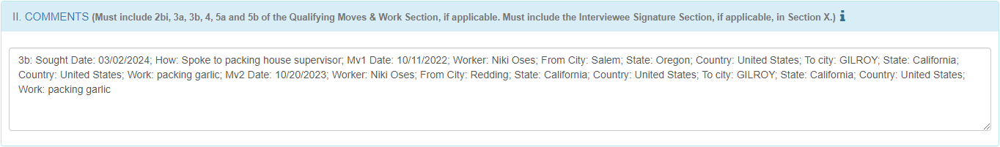 II. COMMENTS (Must include 2bi, 3a, 3b, 4, 5a and 5b of the Qualifying Moves & Work Section, if applicable. Must include the Interviewee Signature Section, if applicable, in Section X.) i
3b: Sought Date: 03/02/2024; How: Spoke to packing house supervisor; Mv1 Date: 10/11/2022; Worker: Niki Oses; From City: Salem; State: Oregon; Country: United States; To city: GILROY; State: California;
Country: United States; Work: packing garlic; Mv2 Date: 10/20/2023; Worker: Niki Oses; From City: Redding; State: California; Country: United States; To city: GILROY; State: California; Country: United States;
Work: packing garlic